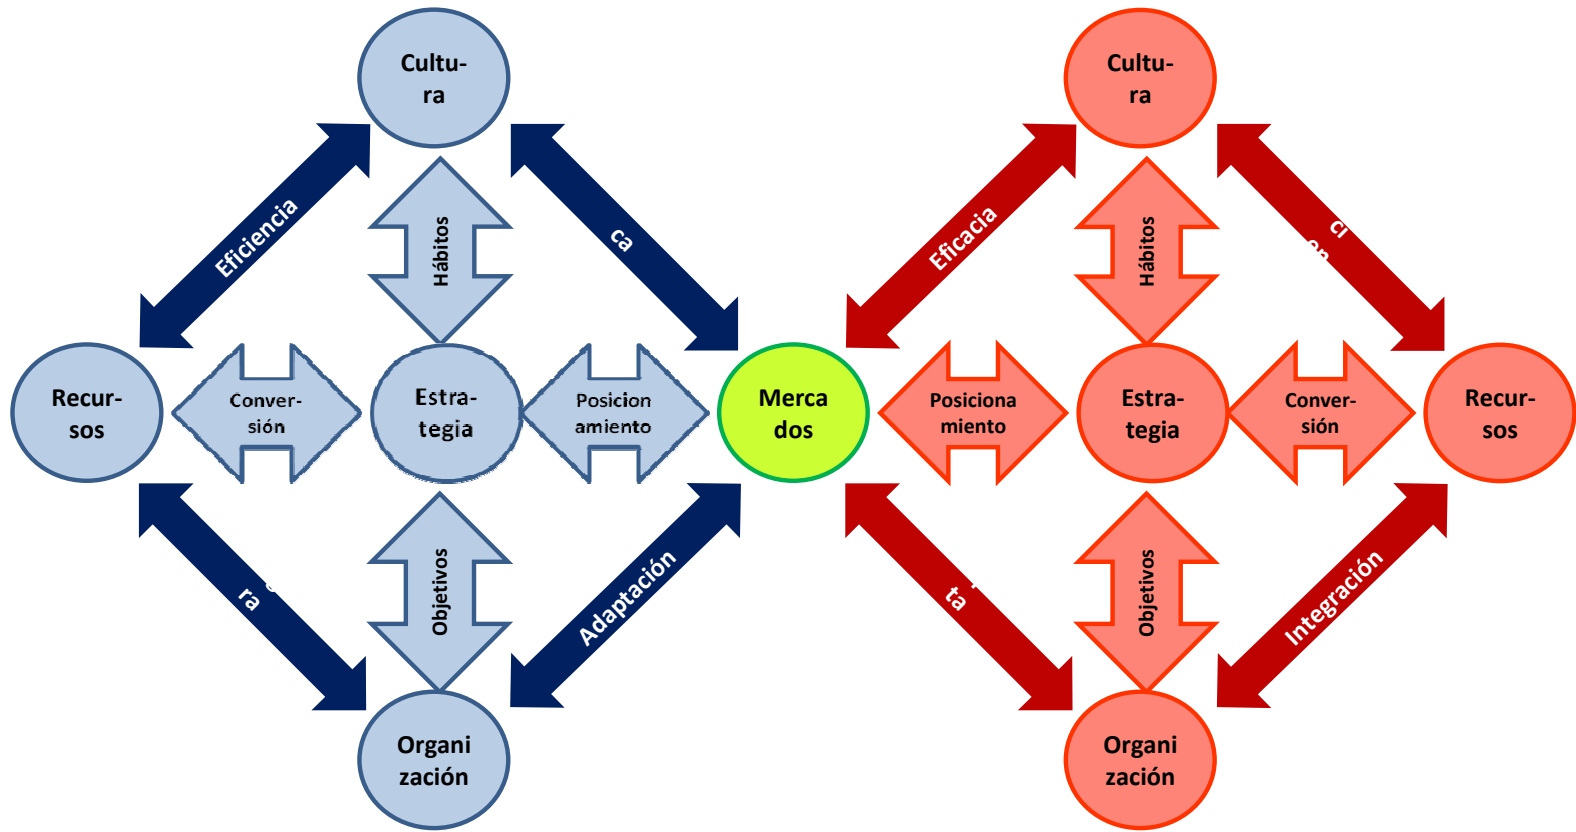 Cultu-
ra
Cultu-
ra
Eficiencia
Hábitos
ca
Eficacia
Hábitos
ci
Recur-
sos
Conver-
sión
Estra-
tegia
Posicion
amiento
Merca
dos
Posiciona
miento
Estra-
tegia
Conver-
sión
Recur-
sos
ra
Objetivos
Adaptación
ta
Objetivos
Integración
Organi
zación
Organi
zación